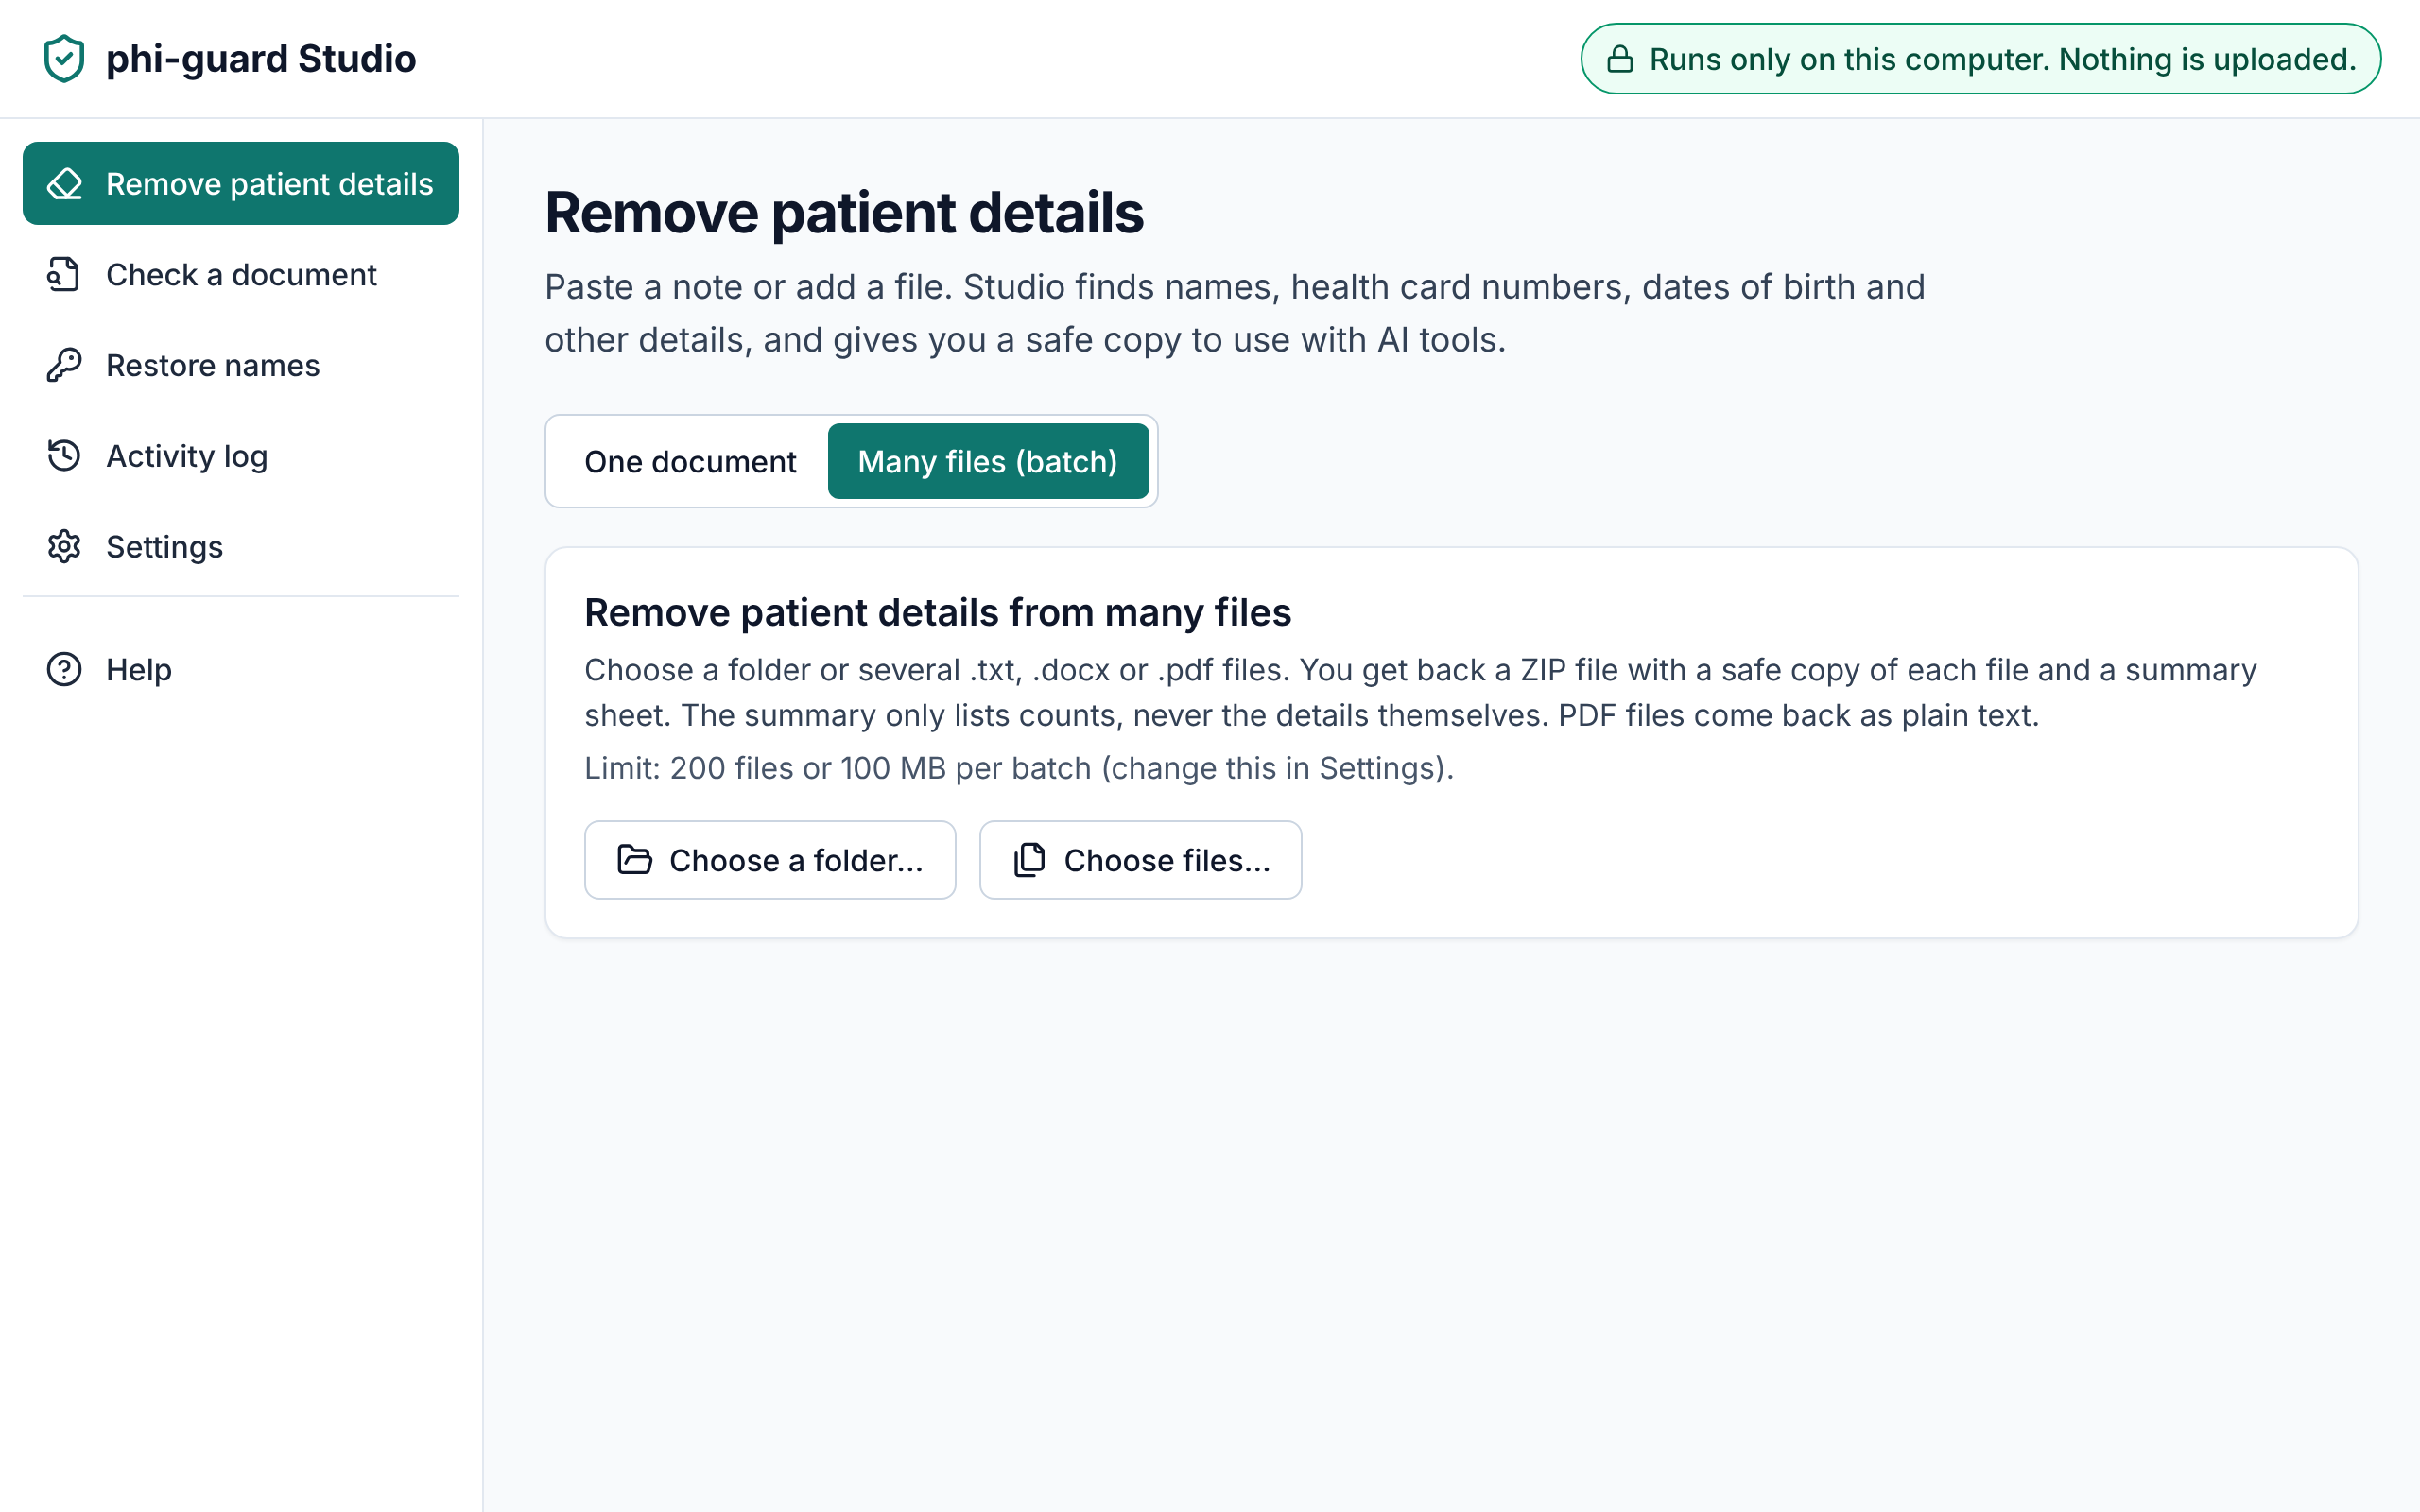 phi-guard Studio
Runs only on this computer. Nothing is uploaded.
Remove patient details
Check a document
Restore names
Activity log
Settings
Help
Remove patient details
Paste a note or add a file. Studio finds names, health card numbers, dates of birth and
other details, and gives you a safe copy to use with AI tools.
One document
Many files (batch)
Remove patient details from many files
Choose a folder or several .txt, .docx or .pdf files. You get back a ZIP file with a safe copy of each file and a summary
sheet. The summary only lists counts, never the details themselves. PDF files come back as plain text.
Limit: 200 files or 100 MB per batch (change this in Settings).
Choose a folder...
Choose files...